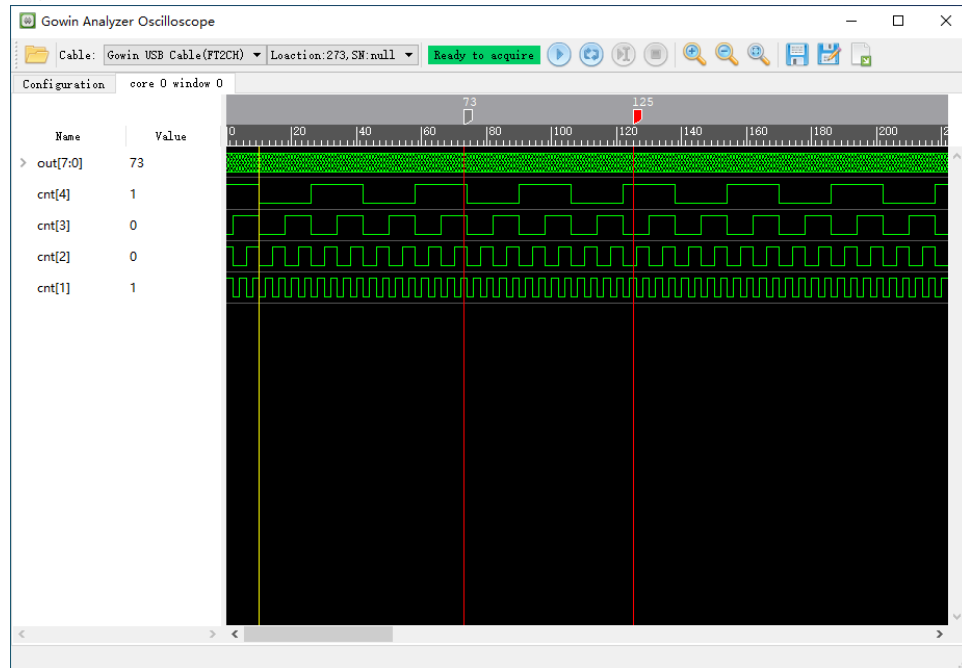 Gowin Analyzer Oscilloscope
Cable: Gowin USB Cable(FT2CH) Loaction:273,SN:null Ready to acquire
Configuration core 0 window 0
73 125
Name Value 0 20 40 60 80 100 120 140 160 180 200 2
out[7:0] 73
cnt[4] 1
cnt[3] 0
cnt[2] 0
cnt[1] 1